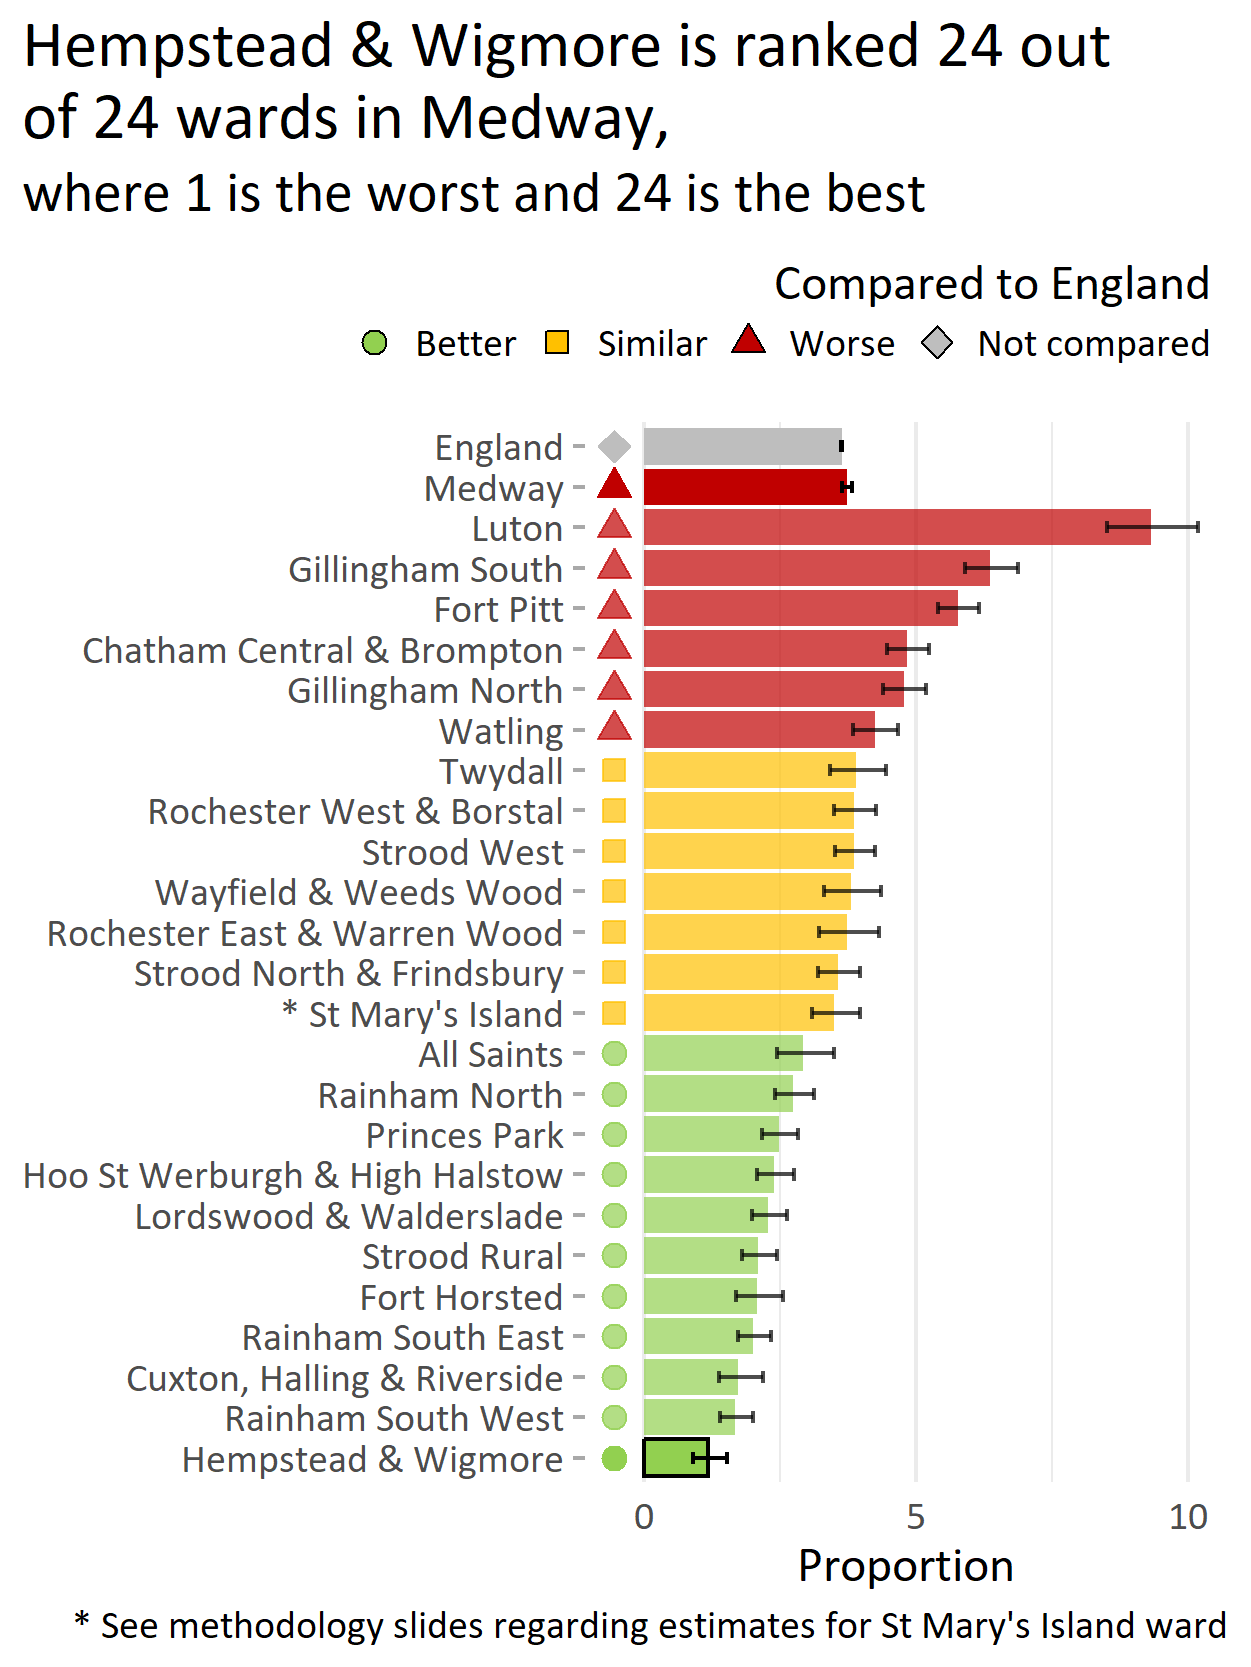 Hempstead & Wigmore is ranked 24 out
of 24 wards in Medway,
where 1 is the worst and 24 is the best
Compared to England
Better Similar Worse Not compared
England
Medway
Luton
Gillingham South
Fort Pitt
Chatham Central & Brompton
Gillingham North
Watling
Twydall
Rochester West & Borstal
Strood West
Wayfield & Weeds Wood
Rochester East & Warren Wood
Strood North & Frindsbury
* St Mary's Island
All Saints
Rainham North
Princes Park
Hoo St Werburgh & High Halstow
Lordswood & Walderslade
Strood Rural
Fort Horsted
Rainham South East
Cuxton, Halling & Riverside
Rainham South West
Hempstead & Wigmore
0 5 10
Proportion
* See methodology slides regarding estimates for St Mary's Island ward